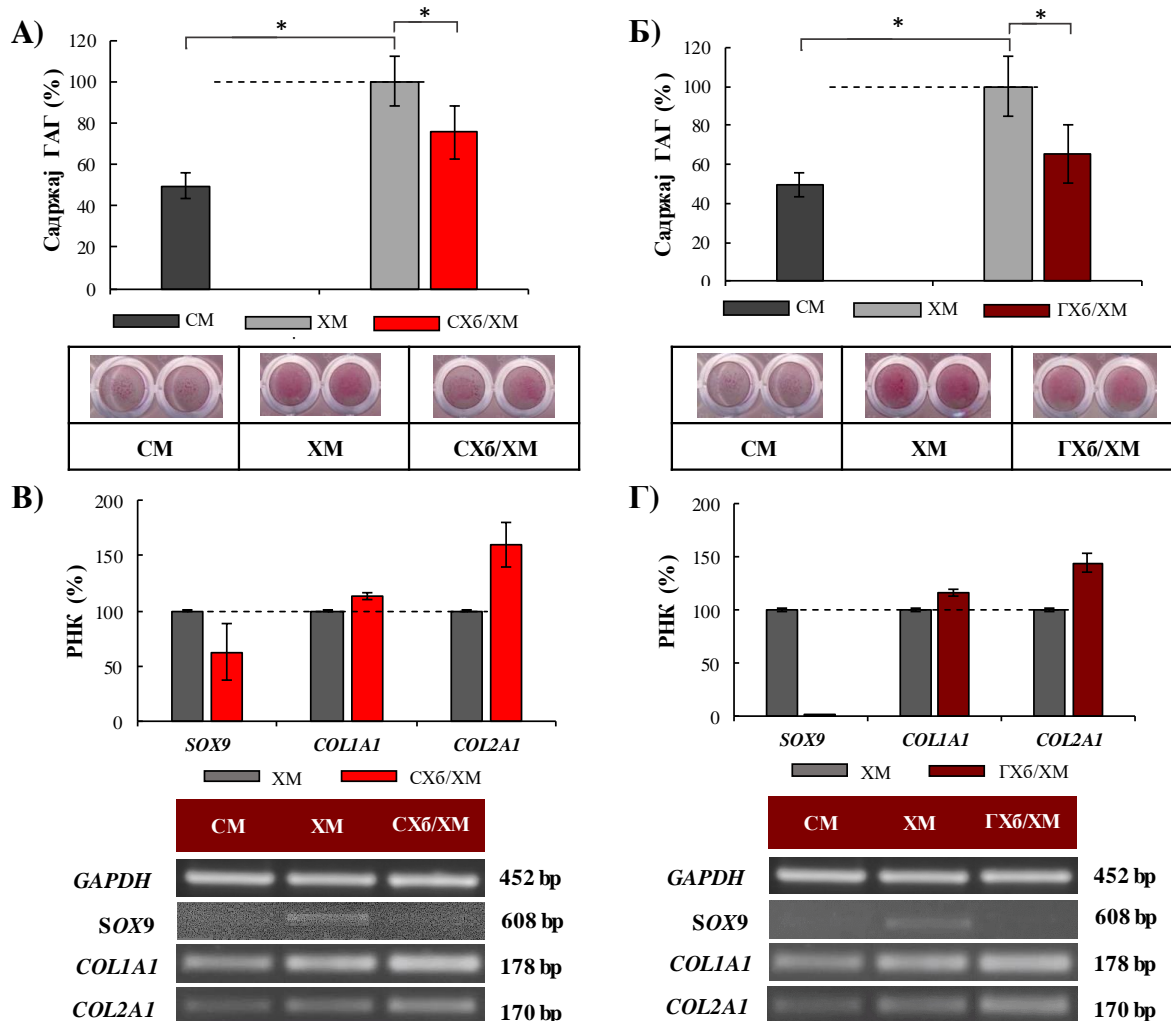 А)
*
*
Садржај ГАГ (%)
120
100
80
60
40
20
0
СМ
ХМ
СХб/ХМ
СМ
ХМ
СХб/ХМ
Б)
*
*
Садржај ГАГ (%)
120
100
80
60
40
20
0
СМ
ХМ
ГХб/ХМ
СМ
ХМ
ГХб/ХМ
В)
РНК (%)
200
150
100
50
0
SOX9
COL1A1
COL2A1
ХМ
СХб/ХМ
СМ
ХМ
СХб/ХМ
GAPDH
452 bp
SOX9
608 bp
COL1A1
178 bp
COL2A1
170 bp
Г)
РНК (%)
200
150
100
50
0
SOX9
COL1A1
COL2A1
ХМ
ГХб/ХМ
СМ
ХМ
ГХб/ХМ
GAPDH
452 bp
SOX9
608 bp
COL1A1
178 bp
COL2A1
170 bp